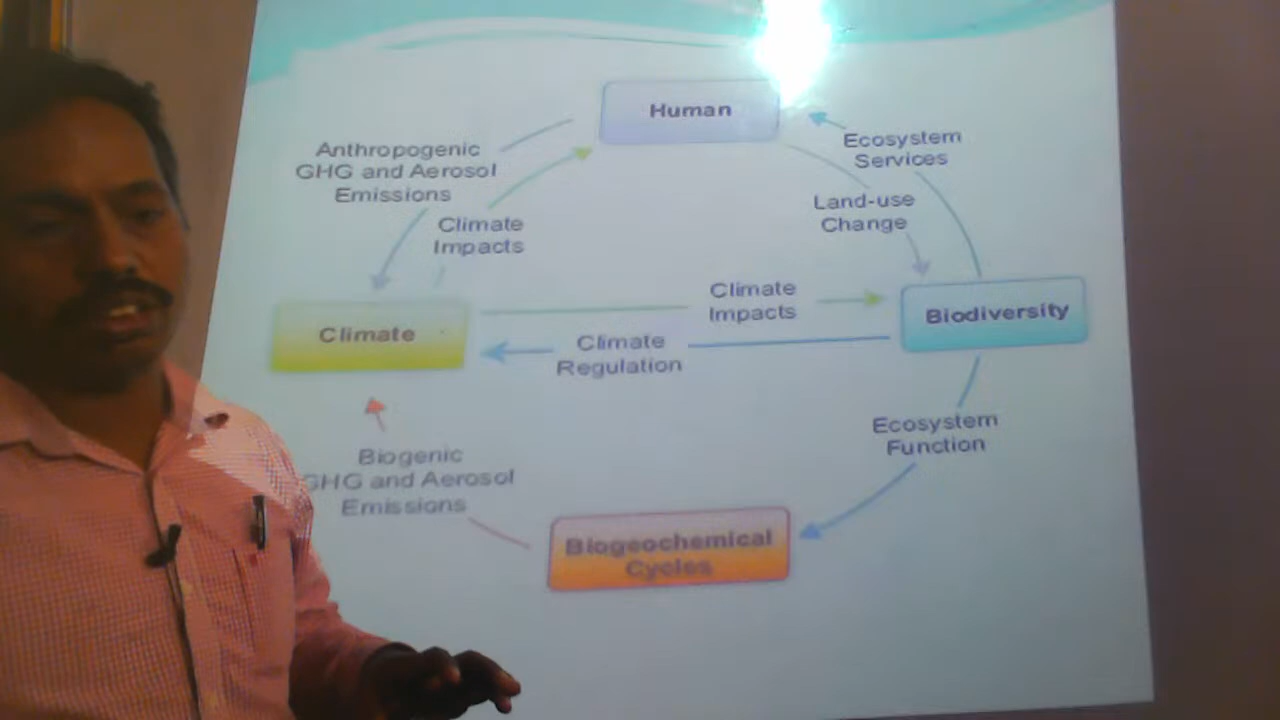 Human
Anthropogenic
GHG and Aerosol
Emissions
Ecosystem
Services
Climate
Impacts
Land-use
Change
Climate
Climate
Impacts
Biodiversity
Climate
Regulation
Ecosystem
Function
Biogenic
GHG and Aerosol
Emissions
Biogeochemical
Cycles